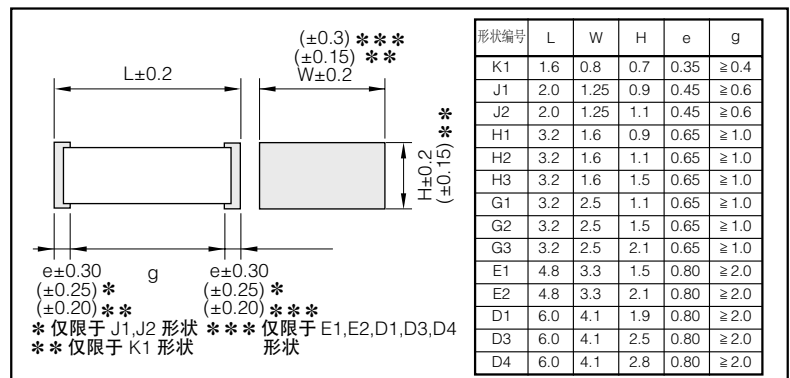 (±0.3) ✽✽✽
(±0.15) ✽✽
L±0.2
W±0.2
H±0.2
(±0.15) ✽✽
e±0.30
g
e±0.30
(±0.25) ✽
(±0.25) ✽
(±0.20) ✽✽
(±0.20) ✽✽✽
✽ 仅限于 J1,J2 形状
✽✽✽ 仅限于 E1,E2,D1,D3,D4
✽✽ 仅限于 K1 形状
形状
形状编号 L W H e g
K1 1.6 0.8 0.7 0.35 ≧0.4
J1 2.0 1.25 0.9 0.45 ≧0.6
J2 2.0 1.25 1.1 0.45 ≧0.6
H1 3.2 1.6 0.9 0.65 ≧1.0
H2 3.2 1.6 1.1 0.65 ≧1.0
H3 3.2 1.6 1.5 0.65 ≧1.0
G1 3.2 2.5 1.1 0.65 ≧1.0
G2 3.2 2.5 1.5 0.65 ≧1.0
G3 3.2 2.5 2.1 0.65 ≧1.0
E1 4.8 3.3 1.5 0.80 ≧2.0
E2 4.8 3.3 2.1 0.80 ≧2.0
D1 6.0 4.1 1.9 0.80 ≧2.0
D3 6.0 4.1 2.5 0.80 ≧2.0
D4 6.0 4.1 2.8 0.80 ≧2.0